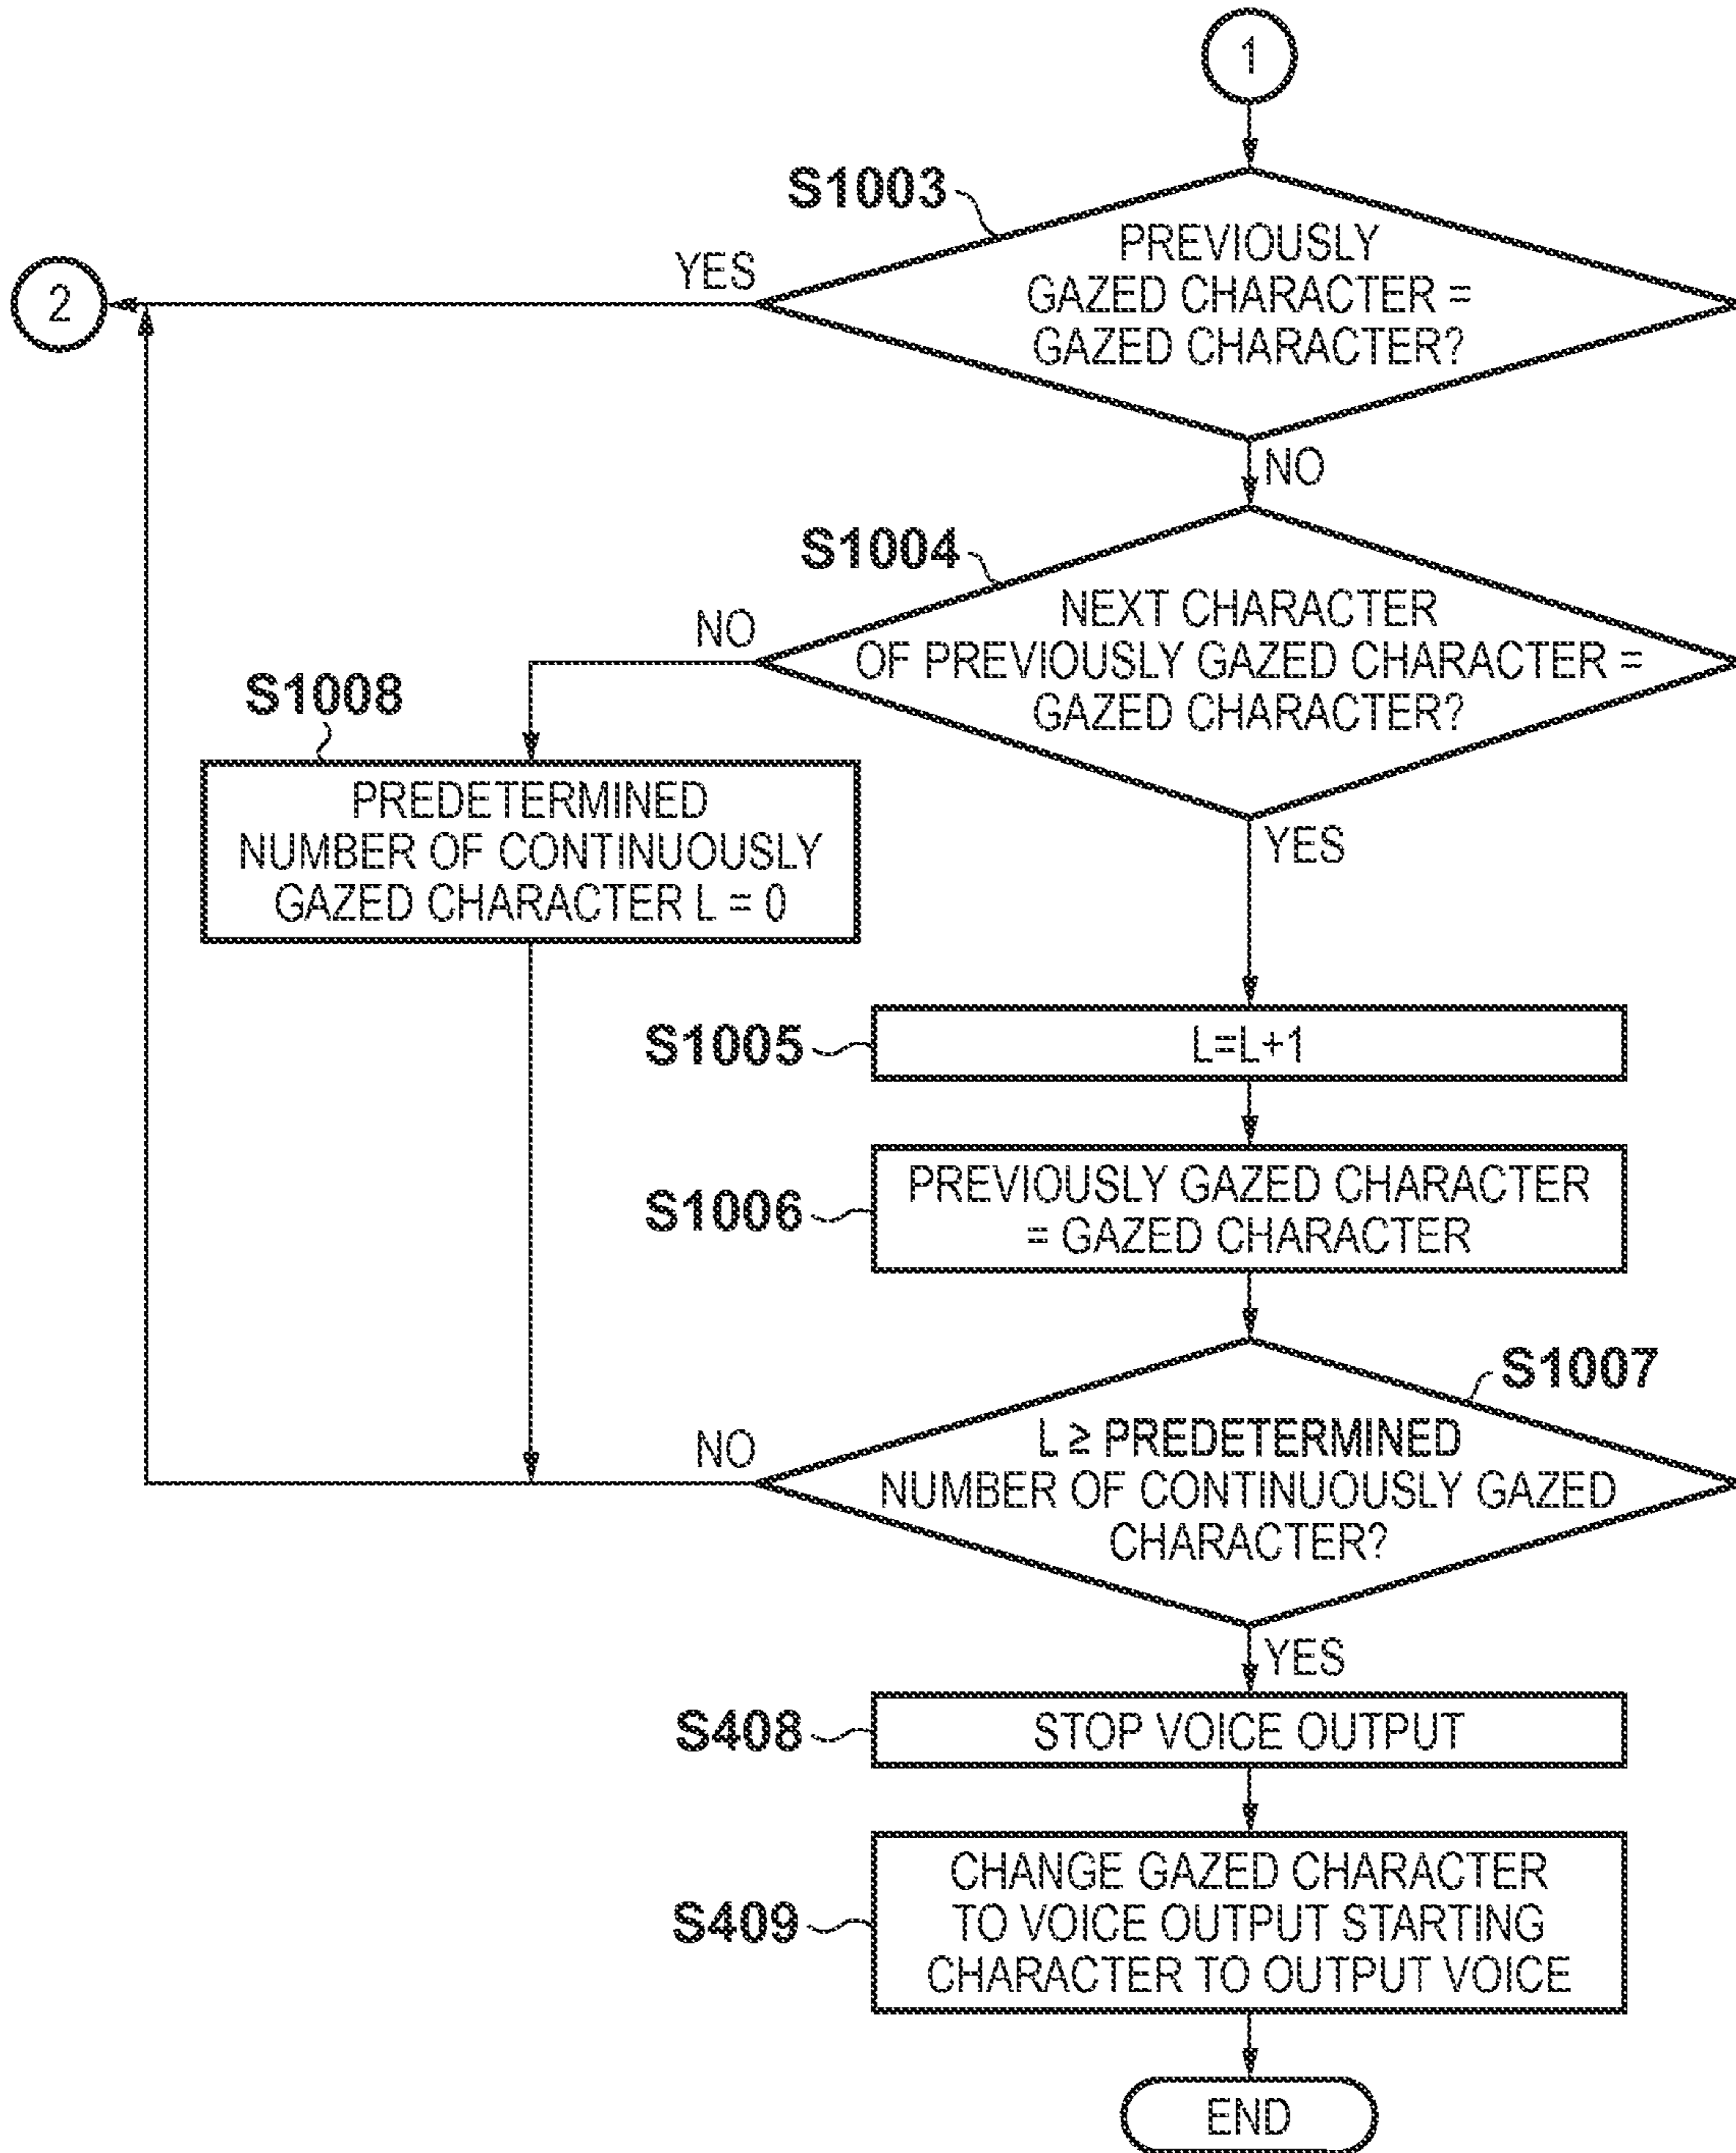 1
S1003
PREVIOUSLY
GAZED CHARACTER =
GAZED CHARACTER?
YES
2
NO
S1004
NEXT CHARACTER
OF PREVIOUSLY GAZED CHARACTER =
GAZED CHARACTER?
NO
S1008
PREDETERMINED
NUMBER OF CONTINUOUSLY
GAZED CHARACTER L = 0
YES
S1005
L=L+1
S1006
PREVIOUSLY GAZED CHARACTER
= GAZED CHARACTER
S1007
L ≥ PREDETERMINED
NUMBER OF CONTINUOUSLY GAZED
CHARACTER?
NO
YES
S408
STOP VOICE OUTPUT
S409
CHANGE GAZED CHARACTER
TO VOICE OUTPUT STARTING
CHARACTER TO OUTPUT VOICE
END